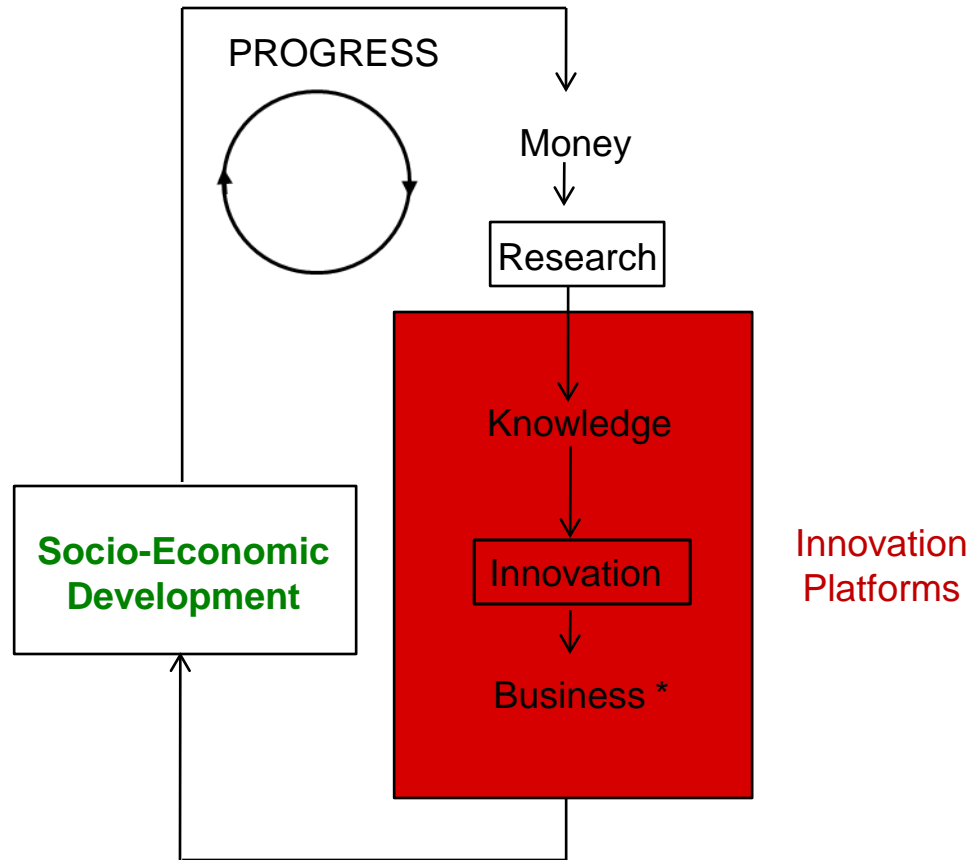 PROGRESS
Money
Research
Knowledge
Innovation
Business *
Socio-Economic
Development
Innovation
Platforms